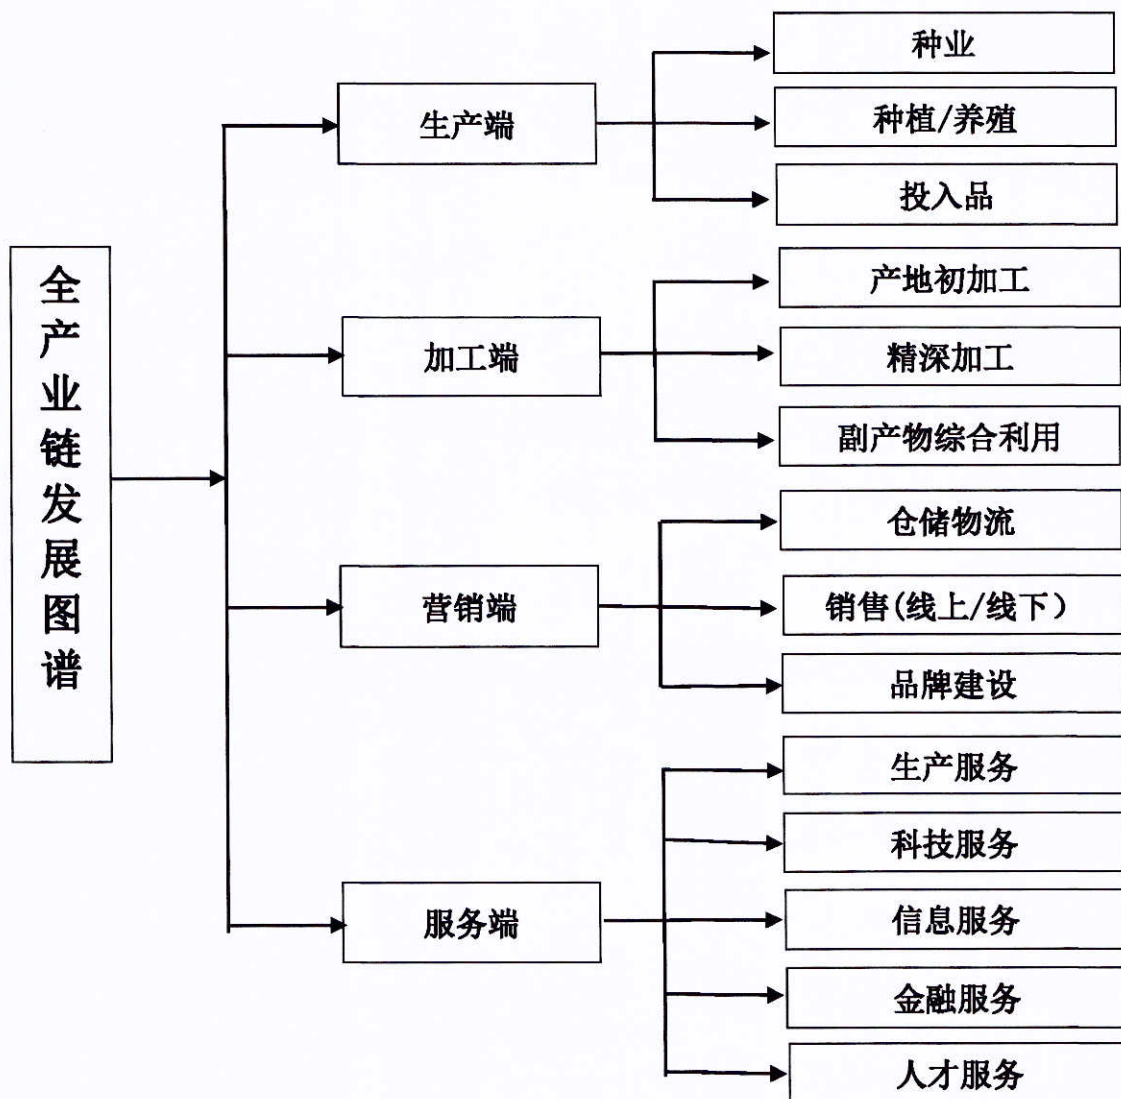 全产业链发展图谱
生产端
种业
种植/养殖
投入品
加工端
产地初加工
精深加工
副产物综合利用
营销端
仓储物流
销售(线上/线下）
品牌建设
服务端
生产服务
科技服务
信息服务
金融服务
人才服务